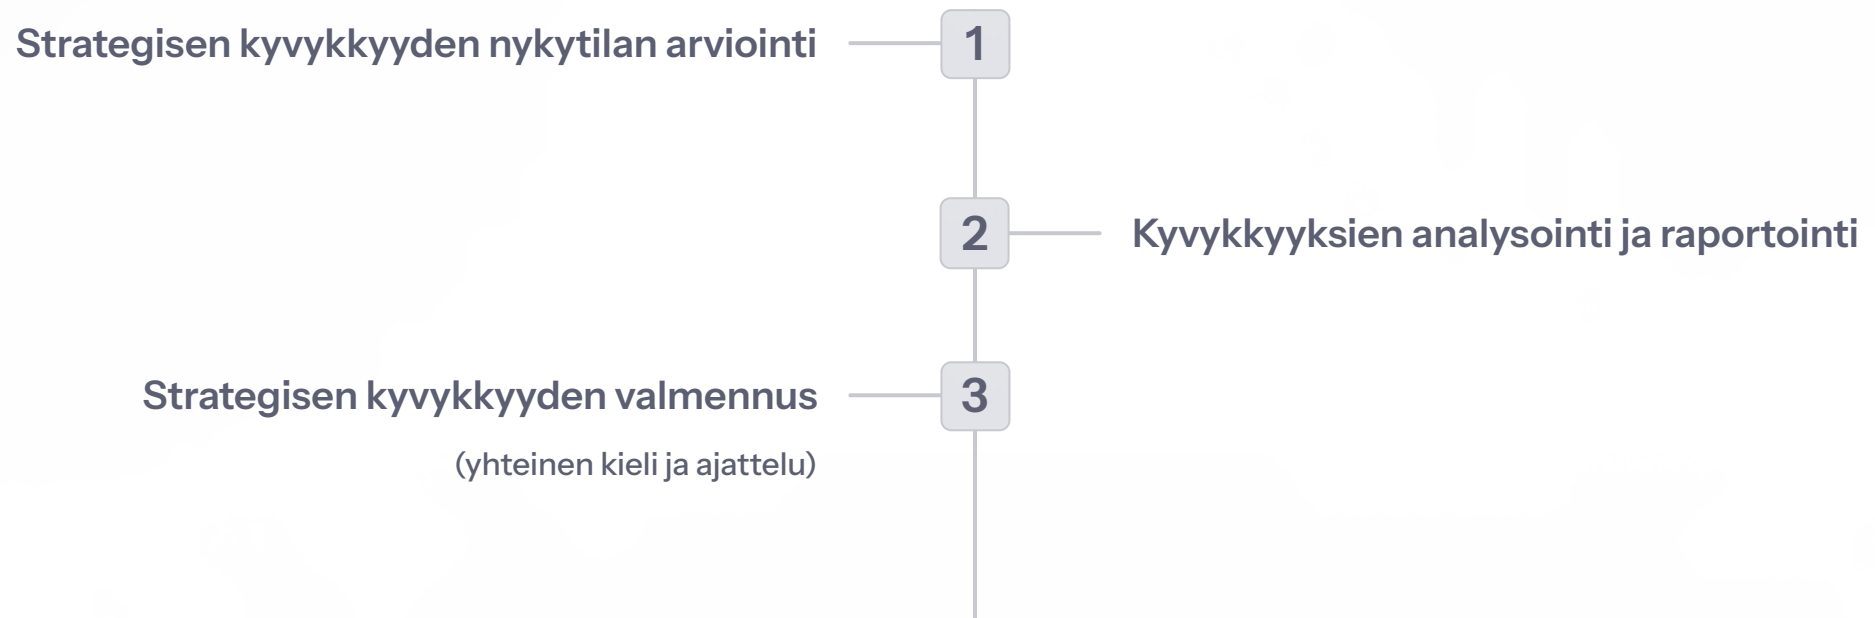 Strategisen kyvykkyyden nykytilan arviointi
1
2
Kyvykkyyksien analysointi ja raportointi
Strategisen kyvykkyyden valmennus
3
(yhteinen kieli ja ajattelu)